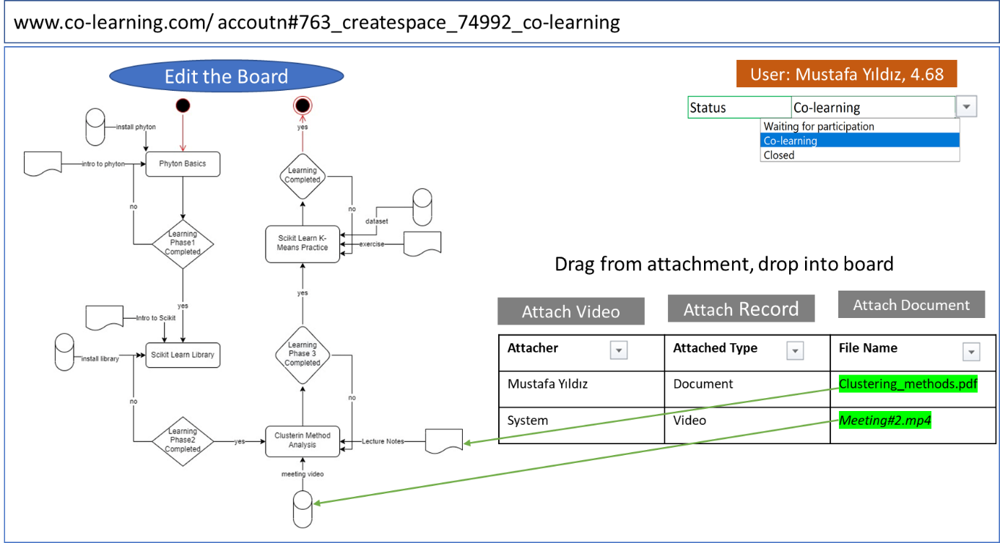 www.co-learning.com/ accoutn#763_createspace_74992_co-learning
Edit the Board
User: Mustafa Yıldız, 4.68
Status Co-learning
Waiting for participation
Co-learning
Closed
install phyton
intro to phyton
Phyton Basics
no
Learning
Phase1
Completed
yes
Intro to Scikit
install library
Scikit Learn Library
no
Learning
Phase2
Completed
yes
Clusterin Method
Analysis
Lecture Notes
meeting video
no
Learning
Phase 3
Completed
yes
Scikit Learn K-
Means Practice
dataset
exercise
no
Learning
Completed
yes
Drag from attachment, drop into board
Attach Video
Attach Record
Attach Document
Attacher Attached Type File Name
Mustafa Yıldız Document Clustering_methods.pdf
System Video Meeting#2.mp4